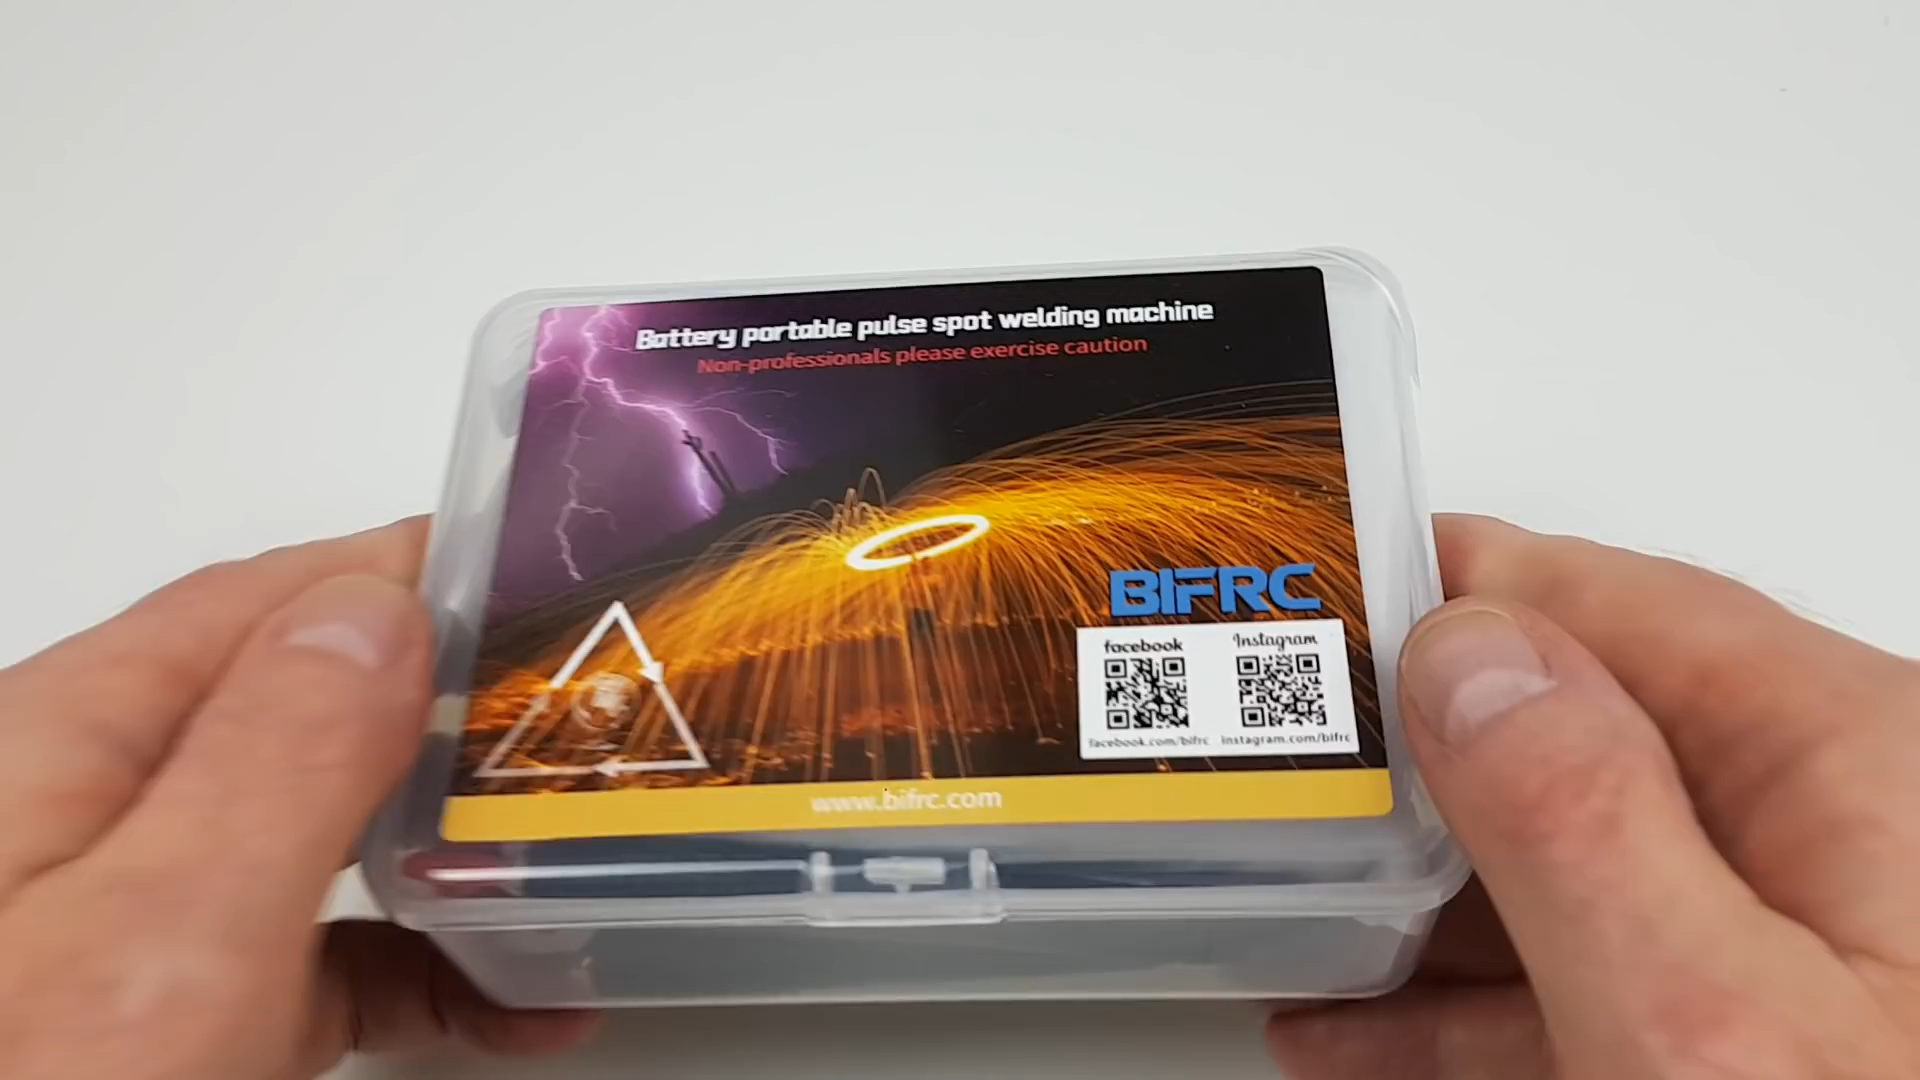 Battery portable pulse spot welding machine
Non-professionals please exercise caution
BIFRC
facebook
Instagram
facebook.com/bifrc
instagram.com/bifrc
www.bifrc.com